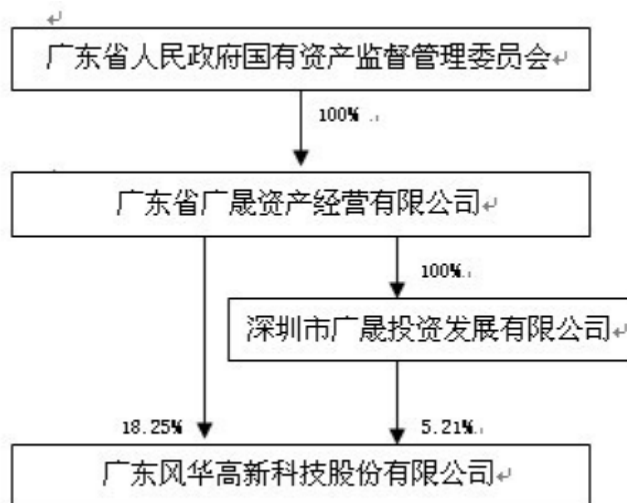 广东省人民政府国有资产监督管理委员会
100%
广东省广晟资产经营有限公司
100%
深圳市广晟投资发展有限公司
18.25%
5.21%
广东风华高新科技股份有限公司